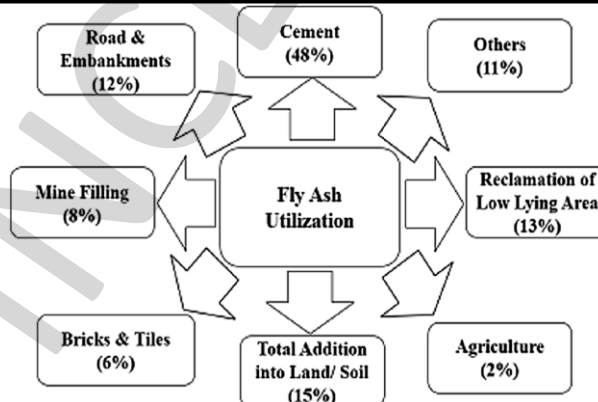 Road &
Embankments
(12%)
Cement
(48%)
Others
(11%)
Mine Filling
(8%)
Fly Ash
Utilization
Reclamation of
Low Lying Area
(13%)
Bricks & Tiles
(6%)
Total Addition
into Land/ Soil
(15%)
Agriculture
(2%)